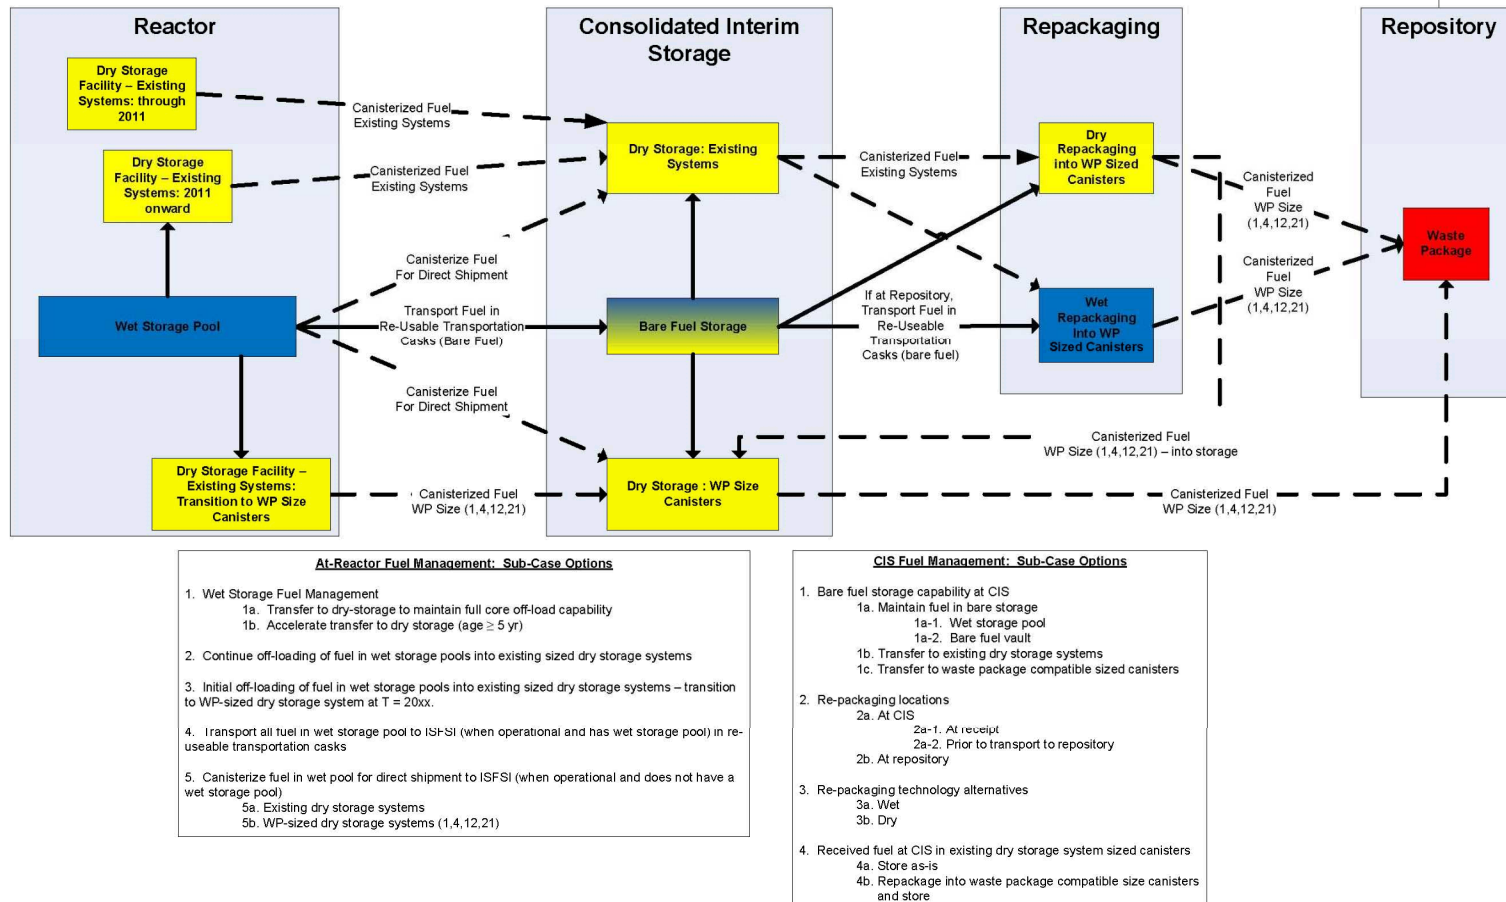 Reactor
Consolidated Interim
Storage
Repackaging
Repository
Dry Storage
Facility – Existing
Systems: through
2011
Canisterized Fuel
Existing Systems
Dry Storage
Facility – Existing
Systems: 2011
onward
Canisterized Fuel
Existing Systems
Dry Storage: Existing
Systems
Canisterized Fuel
Existing Systems
Dry
Repackaging
into WP Sized
Canisters
Canisterized
Fuel
WP Size
(1,4,12,21)
Waste
Package
Canisterize Fuel
For Direct Shipment
Canisterized
Fuel
WP Size
(1,4,12,21)
Wet Storage Pool
Transport Fuel in
Re-Usable Transportation
Casks (Bare Fuel)
Bare Fuel Storage
If at Repository,
Transport Fuel in
Re-Useable
Transportation
Casks (bare fuel)
Wet
Repackaging
Into WP
Sized Canisters
Canisterize Fuel
For Direct Shipment
Canisterized Fuel
WP Size (1,4,12,21) – into storage
Dry Storage Facility –
Existing Systems:
Transition to WP Size
Canisters
Canisterized Fuel
WP Size (1,4,12,21)
Dry Storage : WP Size
Canisters
Canisterized Fuel
WP Size (1,4,12,21)
At-Reactor Fuel Management: Sub-Case Options
1. Wet Storage Fuel Management
1a. Transfer to dry-storage to maintain full core off-load capability
1b. Accelerate transfer to dry storage (age ≥ 5 yr)
2. Continue off-loading of fuel in wet storage pools into existing sized dry storage systems
3. Initial off-loading of fuel in wet storage pools into existing sized dry storage systems – transition
to WP-sized dry storage system at T = 20xx.
4. Transport all fuel in wet storage pool to ISFSI (when operational and has wet storage pool) in re-
useable transportation casks
5. Canisterize fuel in wet pool for direct shipment to ISFSI (when operational and does not have a
wet storage pool)
5a. Existing dry storage systems
5b. WP-sized dry storage systems (1,4,12,21)
CIS Fuel Management: Sub-Case Options
1. Bare fuel storage capability at CIS
1a. Maintain fuel in bare storage
1a-1. Wet storage pool
1a-2. Bare fuel vault
1b. Transfer to existing dry storage systems
1c. Transfer to waste package compatible sized canisters
2. Re-packaging locations
2a. At CIS
2a-1. At receipt
2a-2. Prior to transport to repository
2b. At repository
3. Re-packaging technology alternatives
3a. Wet
3b. Dry
4. Received fuel at CIS in existing dry storage system sized canisters
4a. Store as-is
4b. Repackage into waste package compatible size canisters
and store